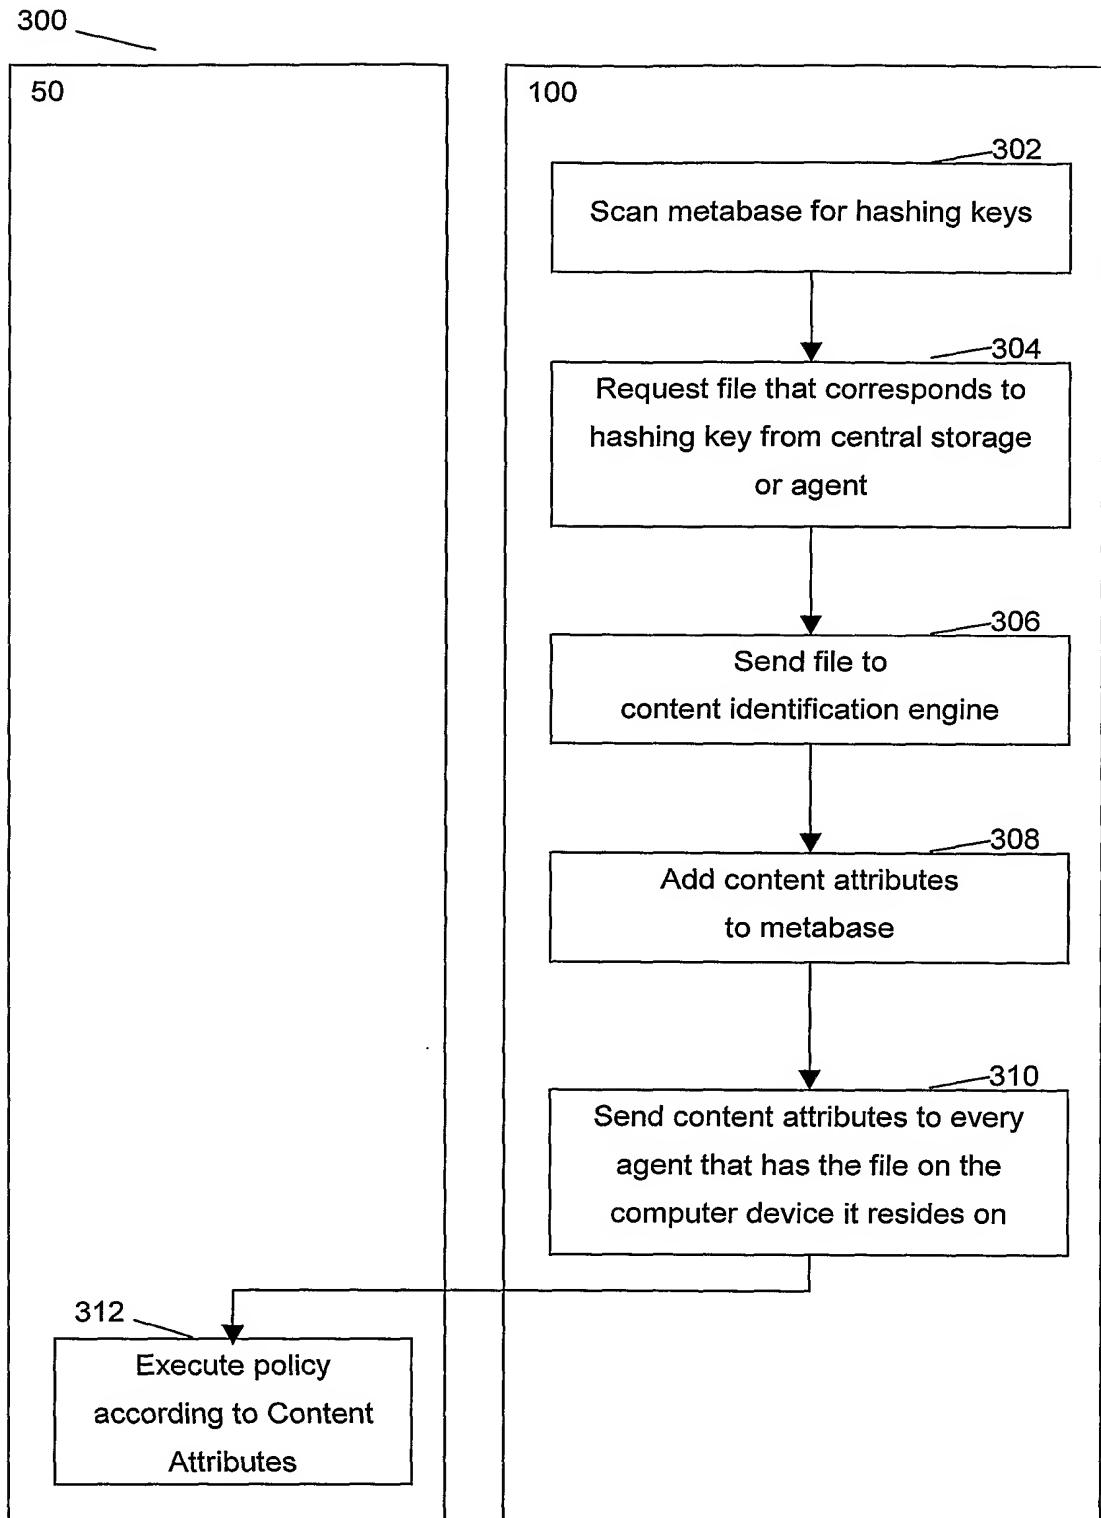 300
50
100
302
Scan metabase for hashing keys
304
Request file that corresponds to
hashing key from central storage
or agent
306
Send file to
content identification engine
308
Add content attributes
to metabase
310
Send content attributes to every
agent that has the file on the
computer device it resides on
312
Execute policy
according to Content
Attributes